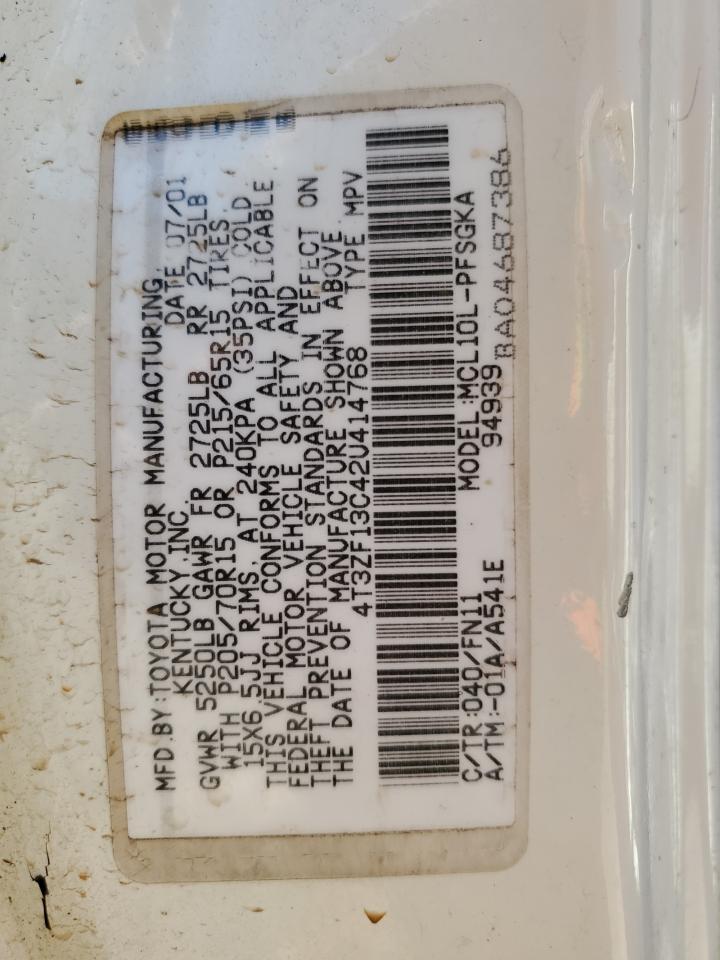 MFD.BY:TOYOTA MOTOR MANUFACTURING,
KENTUCKY,INC. DATE 07/01
GVWR 5250LB GAWR FR 2725LB RR 2725LB
WITH P205/70R15 OR P215/65R15 TIRES,
15X6.5JJ RIMS, AT 240KPA (35PSI) COLD
THIS VEHICLE CONFORMS TO ALL APPLICABLE
FEDERAL MOTOR VEHICLE SAFETY AND
THEFT PREVENTION STANDARDS IN EFFECT ON
THE DATE OF MANUFACTURE SHOWN ABOVE.
4T3ZF13C42U414768 TYPE MPV
C/TR:040/FN11 MODEL:MCL10L-PFSGKA
A/TM:-01A/A541E 94939
BA04687386